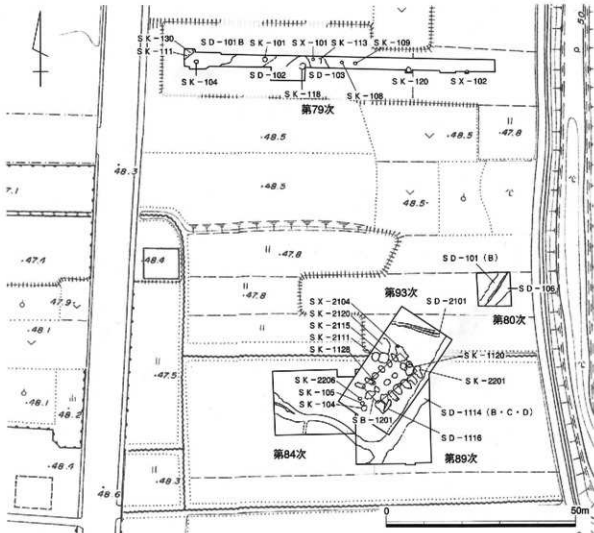 SK-130
SK-111
SD-101B
SK-101
SX-101
SK-113
SK-109
SK-104
SD-102
SD-103
SK-118
SK-108
SK-120
SX-102
第79次
48.5
48.5
47.8
48.3
48.5
48.5
7.1
47.4
48.4
47.8
47.8
47.9
48.1
47.5
48.1
48.2
48.4
48.3
48.6
50
SD-101(B)
SD-106
第80次
第93次
SX-2104
SK-2120
SK-2115
SK-2111
SK-1128
SD-2101
SK-1120
SK-2201
SK-2206
SK-105
SK-104
SB-1201
SD-1114(B・C・D)
SD-1116
第84次
第89次
0
50m